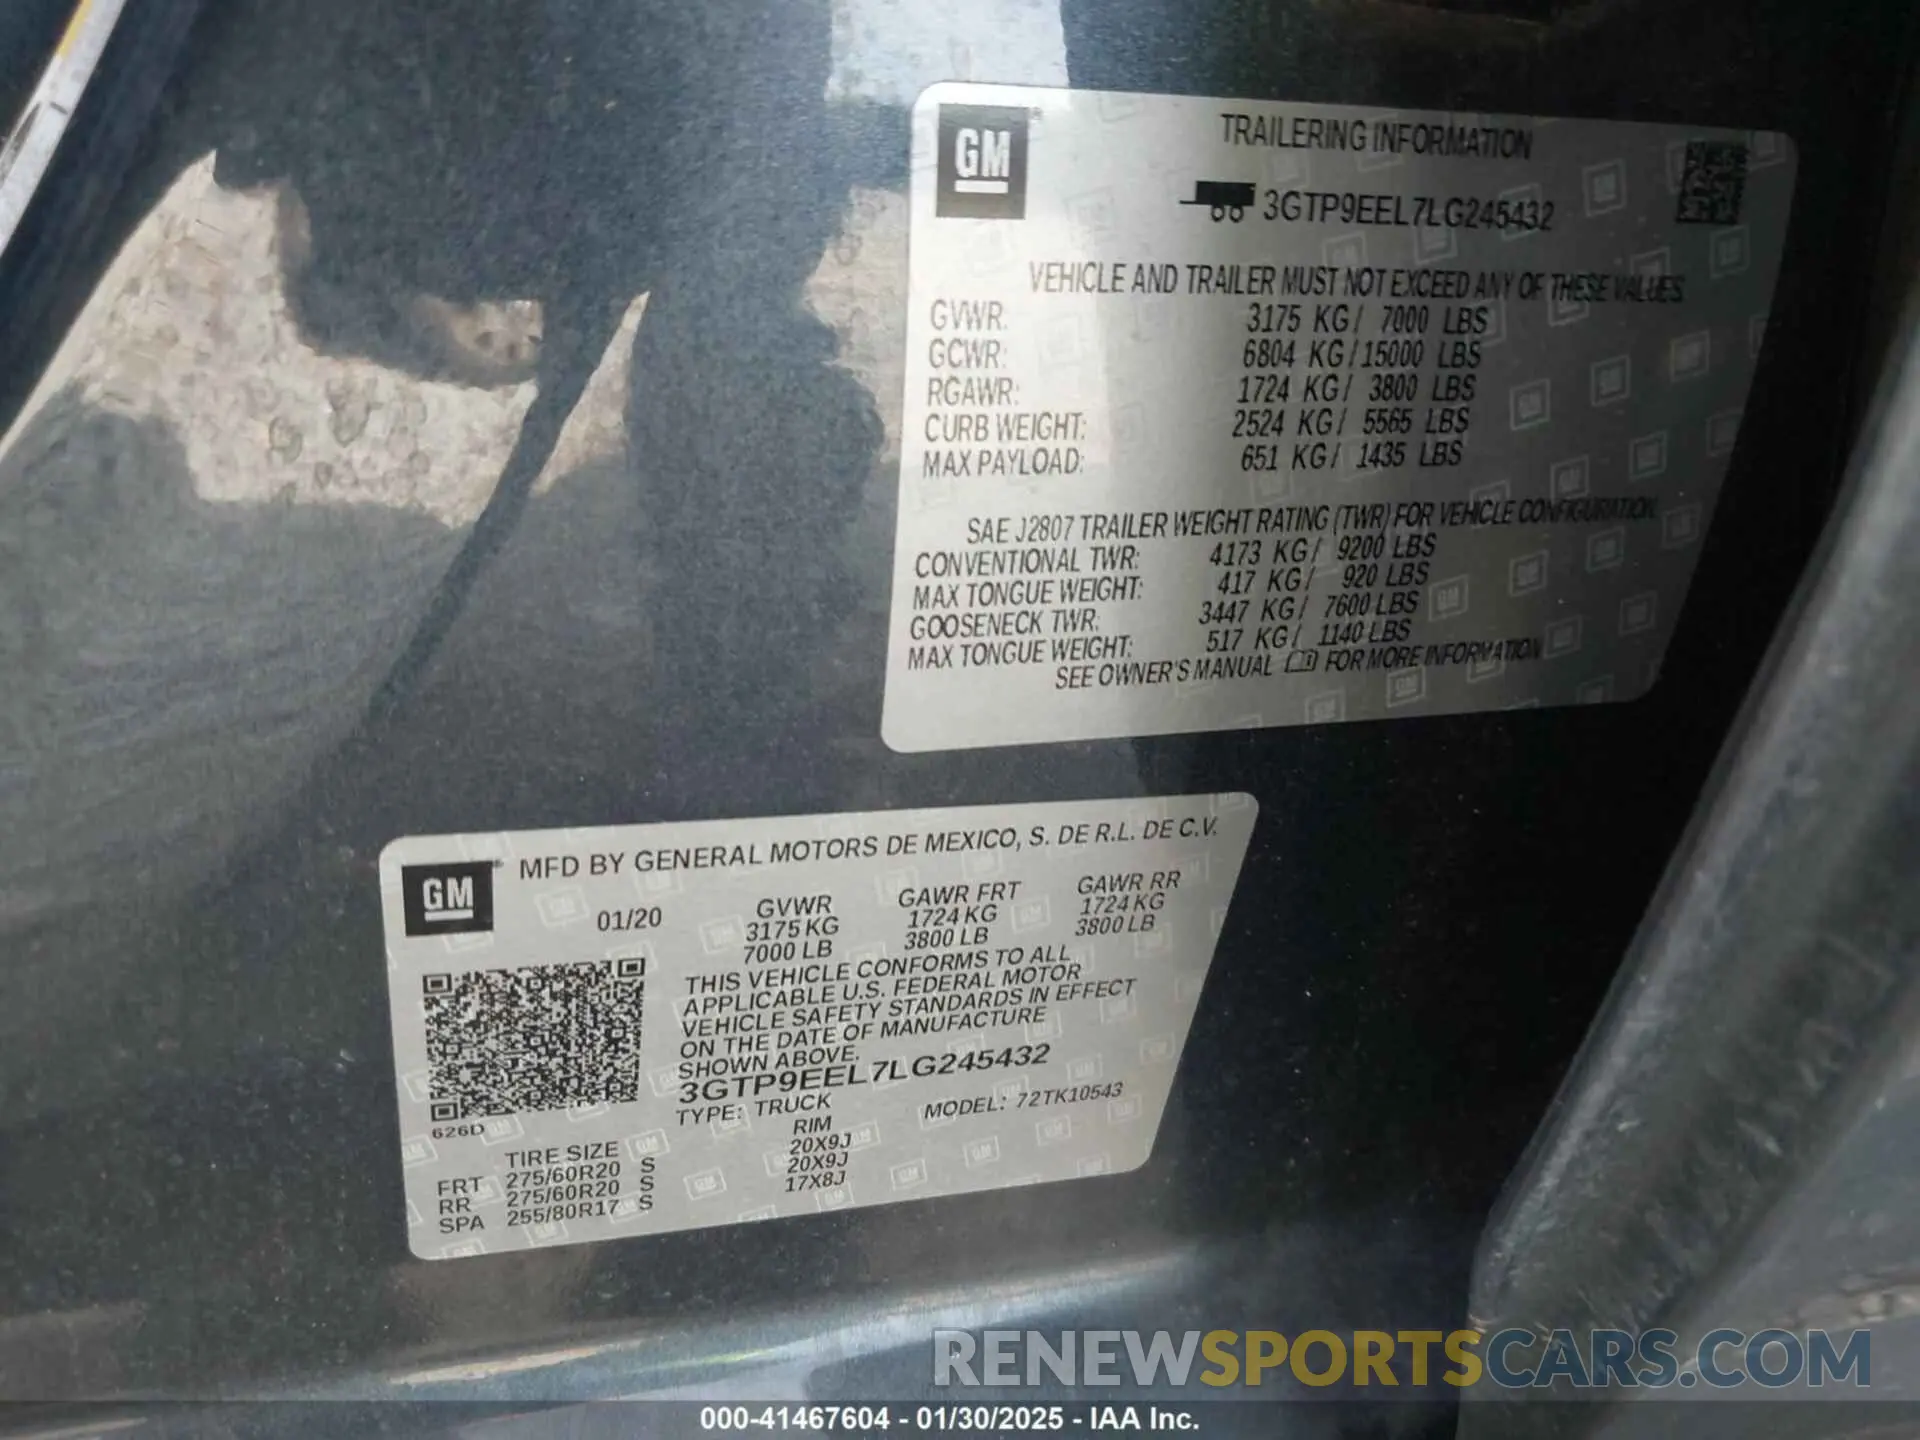 GM
TRAILERING INFORMATION
3GTP9EEL7LG245432
VEHICLE AND TRAILER MUST NOT EXCEED ANY OF THESE VALUES
GVWR: 3175 KG/ 7000 LBS
GCWR: 6804 KG/15000 LBS
RGAWR: 1724 KG/ 3800 LBS
CURB WEIGHT: 2524 KG/ 5565 LBS
MAX PAYLOAD: 651 KG/ 1435 LBS
SAE J2807 TRAILER WEIGHT RATING (TWR) FOR VEHICLE CONFIGURATION
CONVENTIONAL TWR: 4173 KG/ 9200 LBS
MAX TONGUE WEIGHT: 417 KG/ 920 LBS
GOOSENECK TWR: 3447 KG/ 7600 LBS
MAX TONGUE WEIGHT: 517 KG/ 1140 LBS
SEE OWNER'S MANUAL FOR MORE INFORMATION
GM
MFD BY GENERAL MOTORS DE MEXICO, S. DE R.L. DE C.V.
01/20 GVWR GAWR FRT GAWR RR
3175 KG 1724 KG 1724 KG
7000 LB 3800 LB 3800 LB
THIS VEHICLE CONFORMS TO ALL
APPLICABLE U.S. FEDERAL MOTOR
VEHICLE SAFETY STANDARDS IN EFFECT
ON THE DATE OF MANUFACTURE
SHOWN ABOVE.
3GTP9EEL7LG245432
TYPE: TRUCK MODEL: 72TK10543
626D
TIRE SIZE RIM
FRT 275/60R20 S 20X9J
RR 275/60R20 S 20X9J
SPA 255/80R17 S 17X8J
RENEWSPORTSCARS.COM
000-41467604 - 01/30/2025 - IAA Inc.